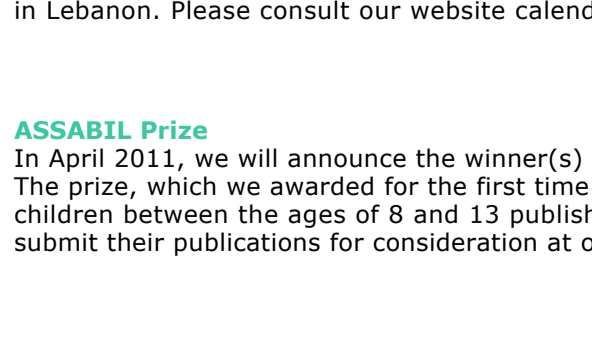 in Lebanon. Please consult our website calend
ASSABIL Prize
In April 2011, we will announce the winner(s)
The prize, which we awarded for the first time
children between the ages of 8 and 13 publish
submit their publications for consideration at o